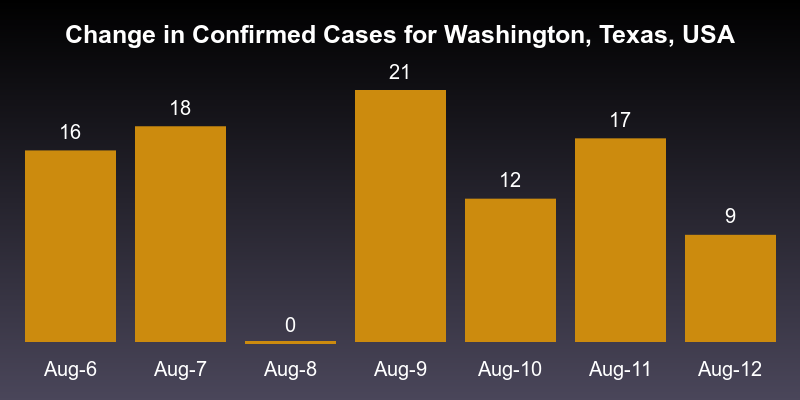 Change in Confirmed Cases for Washington, Texas, USA
16
18
0
21
12
17
9
Aug-6
Aug-7
Aug-8
Aug-9
Aug-10
Aug-11
Aug-12